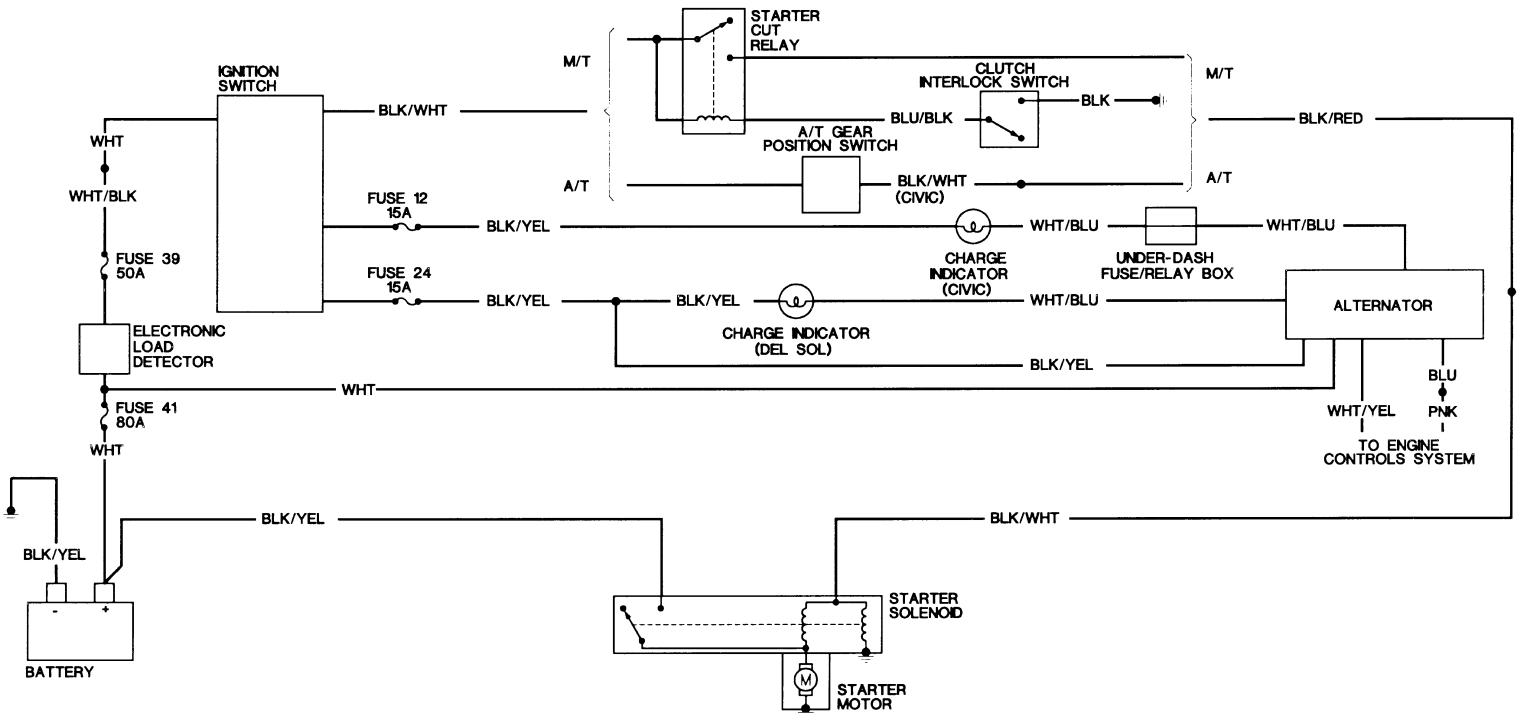 STARTER
CUT
RELAY
M/T
CLUTCH
INTERLOCK SWITCH
M/T
IGNITION
SWITCH
BLK/WHT
BLK
BLU/BLK
BLK/RED
WHT
A/T GEAR
POSITION SWITCH
A/T
BLK/WHT
(CIVIC)
A/T
WHT/BLK
FUSE 12
15A
BLK/YEL
WHT/BLU
WHT/BLU
CHARGE
INDICATOR
(CIVIC)
UNDER-DASH
FUSE/RELAY BOX
FUSE 39
50A
FUSE 24
15A
BLK/YEL
BLK/YEL
WHT/BLU
ALTERNATOR
CHARGE INDICATOR
(DEL SOL)
ELECTRONIC
LOAD
DETECTOR
BLK/YEL
WHT
BLU
FUSE 41
80A
WHT/YEL
PNK
WHT
TO ENGINE
CONTROLS SYSTEM
BLK/YEL
BLK/WHT
BLK/YEL
-
+
BATTERY
STARTER
SOLENOID
M
STARTER
MOTOR